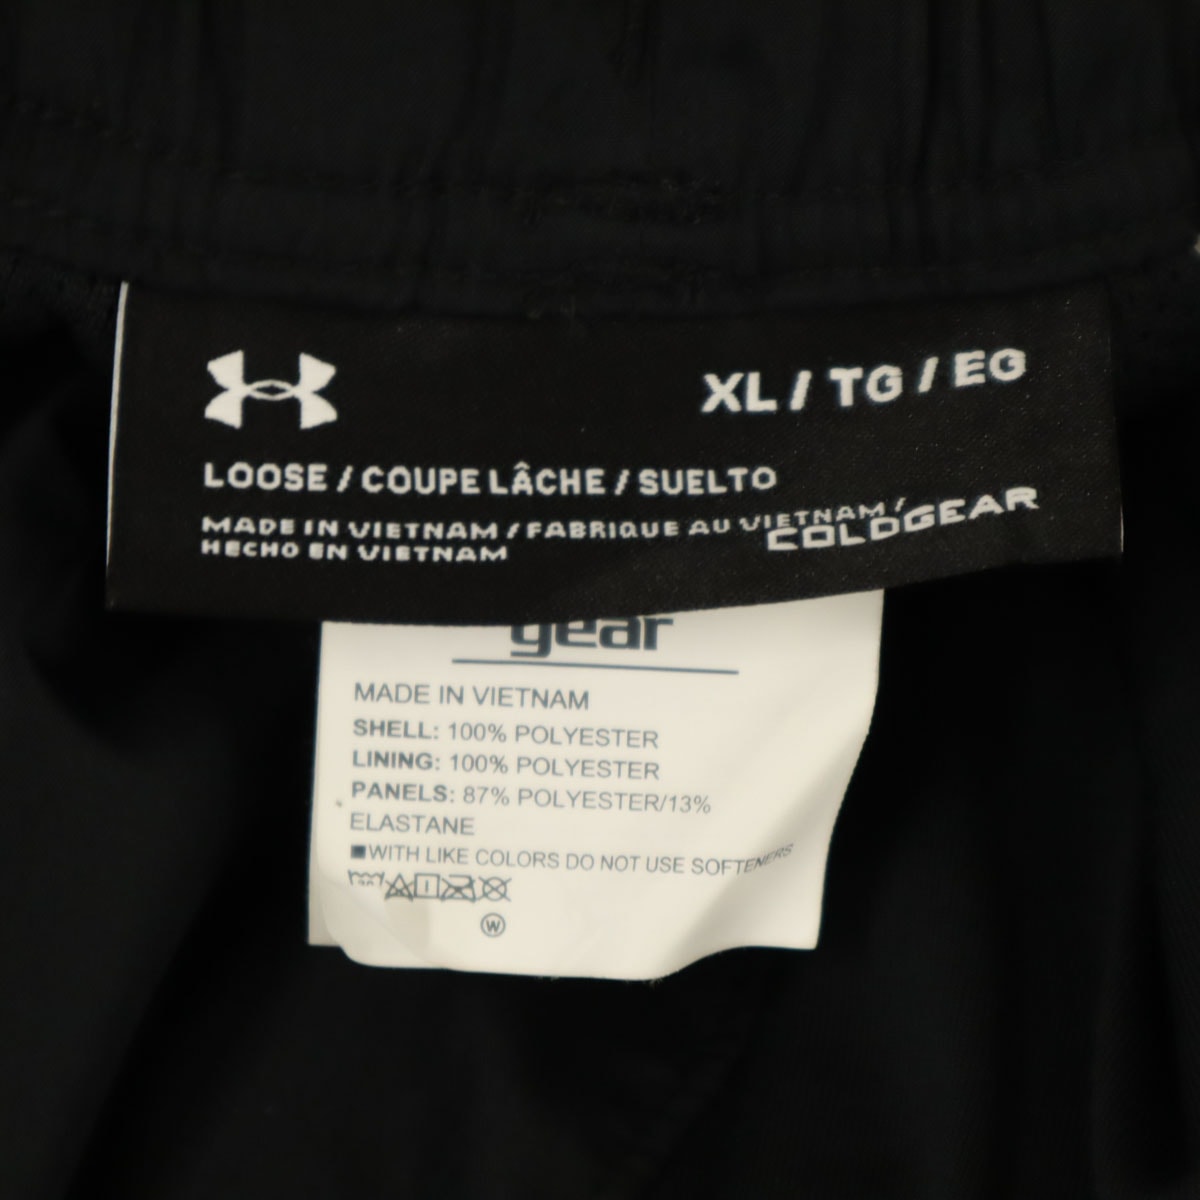 XL / TG / EG
LOOSE / COUPE LÂCHE / SUELTO
MADE IN VIETNAM / FABRIQUE AU VIETNAM /
HECHO EN VIETNAM
COLDGEAR
gear
MADE IN VIETNAM
SHELL: 100% POLYESTER
LINING: 100% POLYESTER
PANELS: 87% POLYESTER/13%
ELASTANE
■WITH LIKE COLORS DO NOT USE SOFTENERS
W